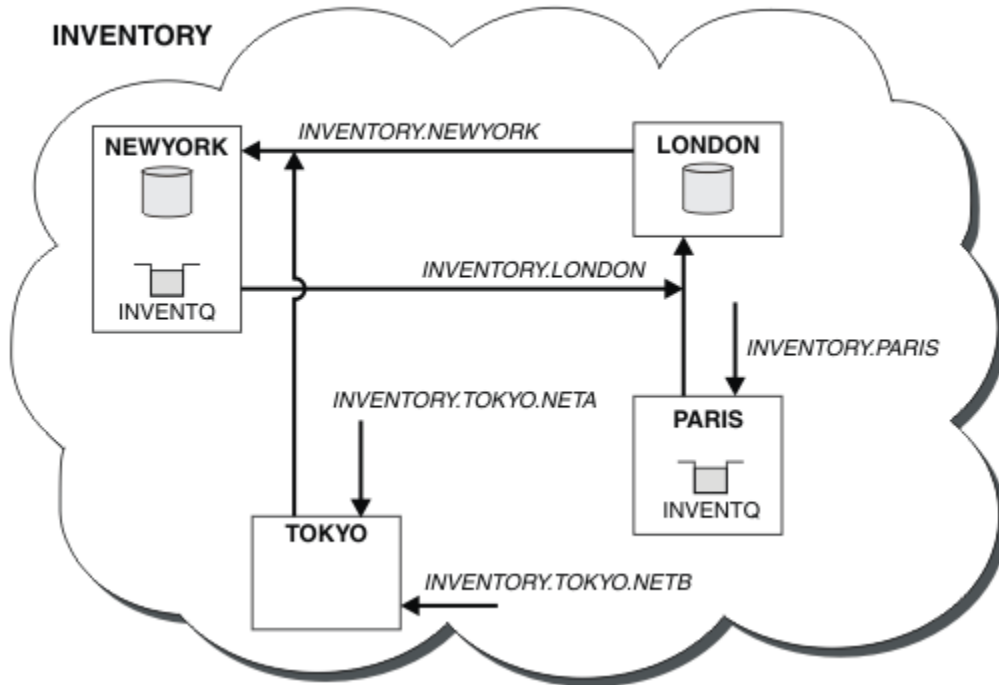 INVENTORY
INVENTORY.NEWYORK
NEWYORK
LONDON
INVENTORY.LONDON
INVENTQ
INVENTORY.PARIS
INVENTORY.TOKYO.NETA
PARIS
INVENTQ
TOKYO
INVENTORY.TOKYO.NETB